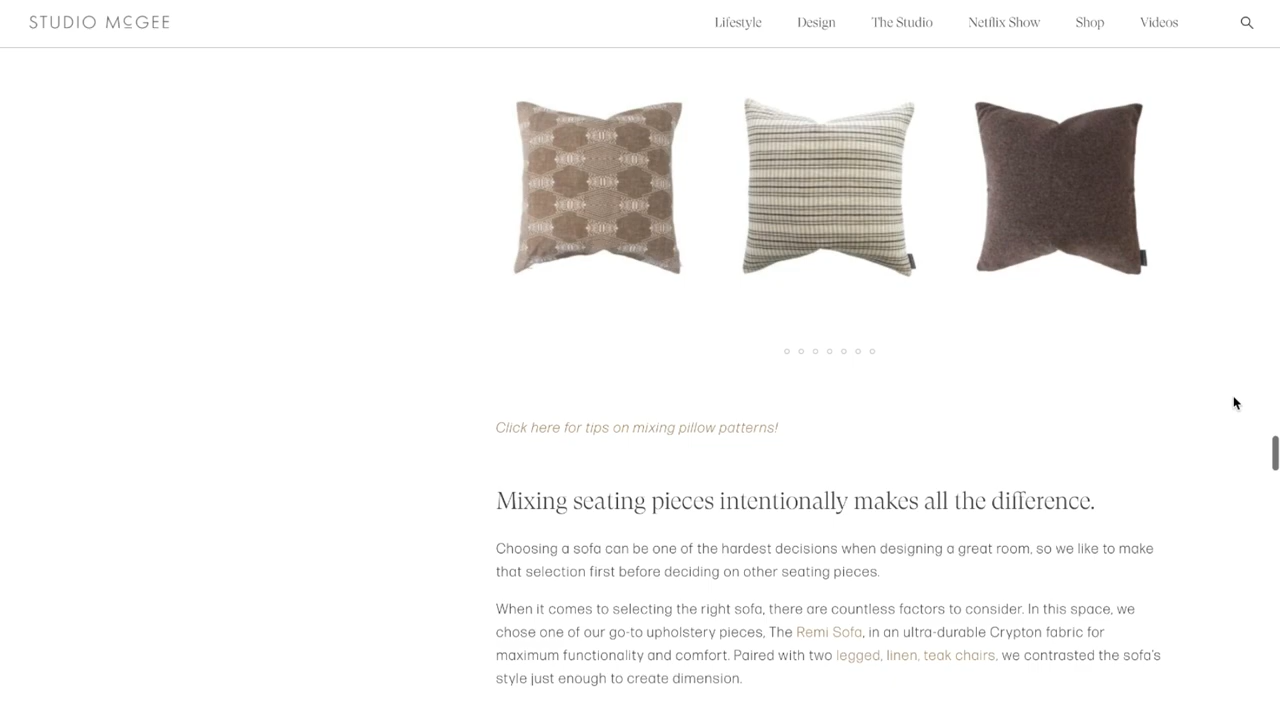 STUDIO McGEE
Lifestyle Design The Studio Netflix Show Shop Videos
Click here for tips on mixing pillow patterns!
Mixing seating pieces intentionally makes all the difference.
Choosing a sofa can be one of the hardest decisions when designing a great room, so we like to make
that selection first before deciding on other seating pieces.
When it comes to selecting the right sofa, there are countless factors to consider. In this space, we
chose one of our go-to upholstery pieces, The Remi Sofa, in an ultra-durable Crypton fabric for
maximum functionality and comfort. Paired with two legged, linen, teak chairs, we contrasted the sofa's
style just enough to create dimension.